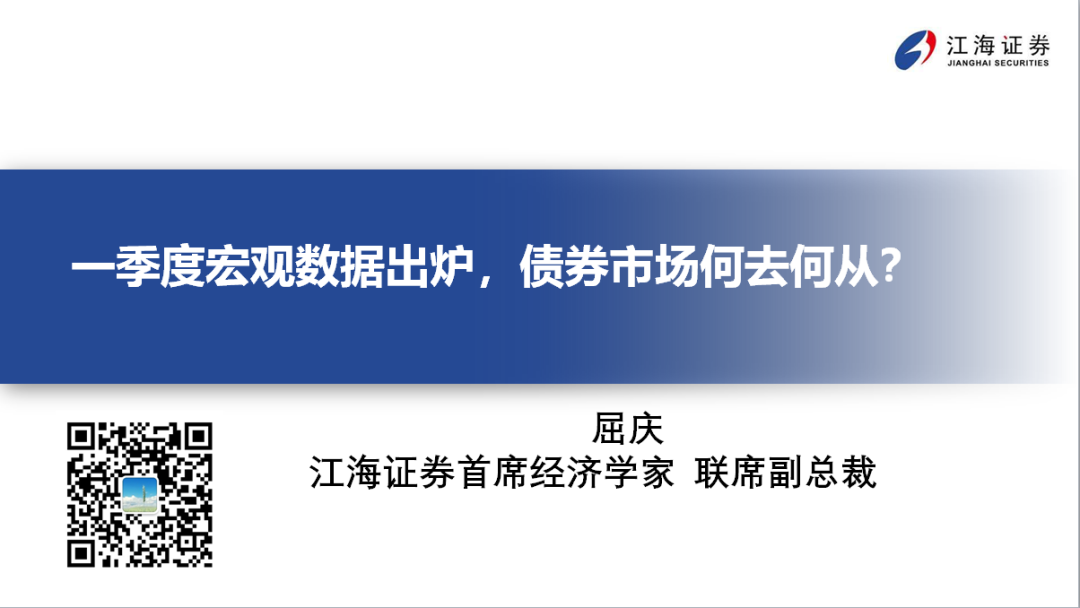 江海证券
JIANGHAI SECURITIES
一季度宏观数据出炉，债券市场何去何从？
屈庆
江海证券首席经济学家 联席副总裁